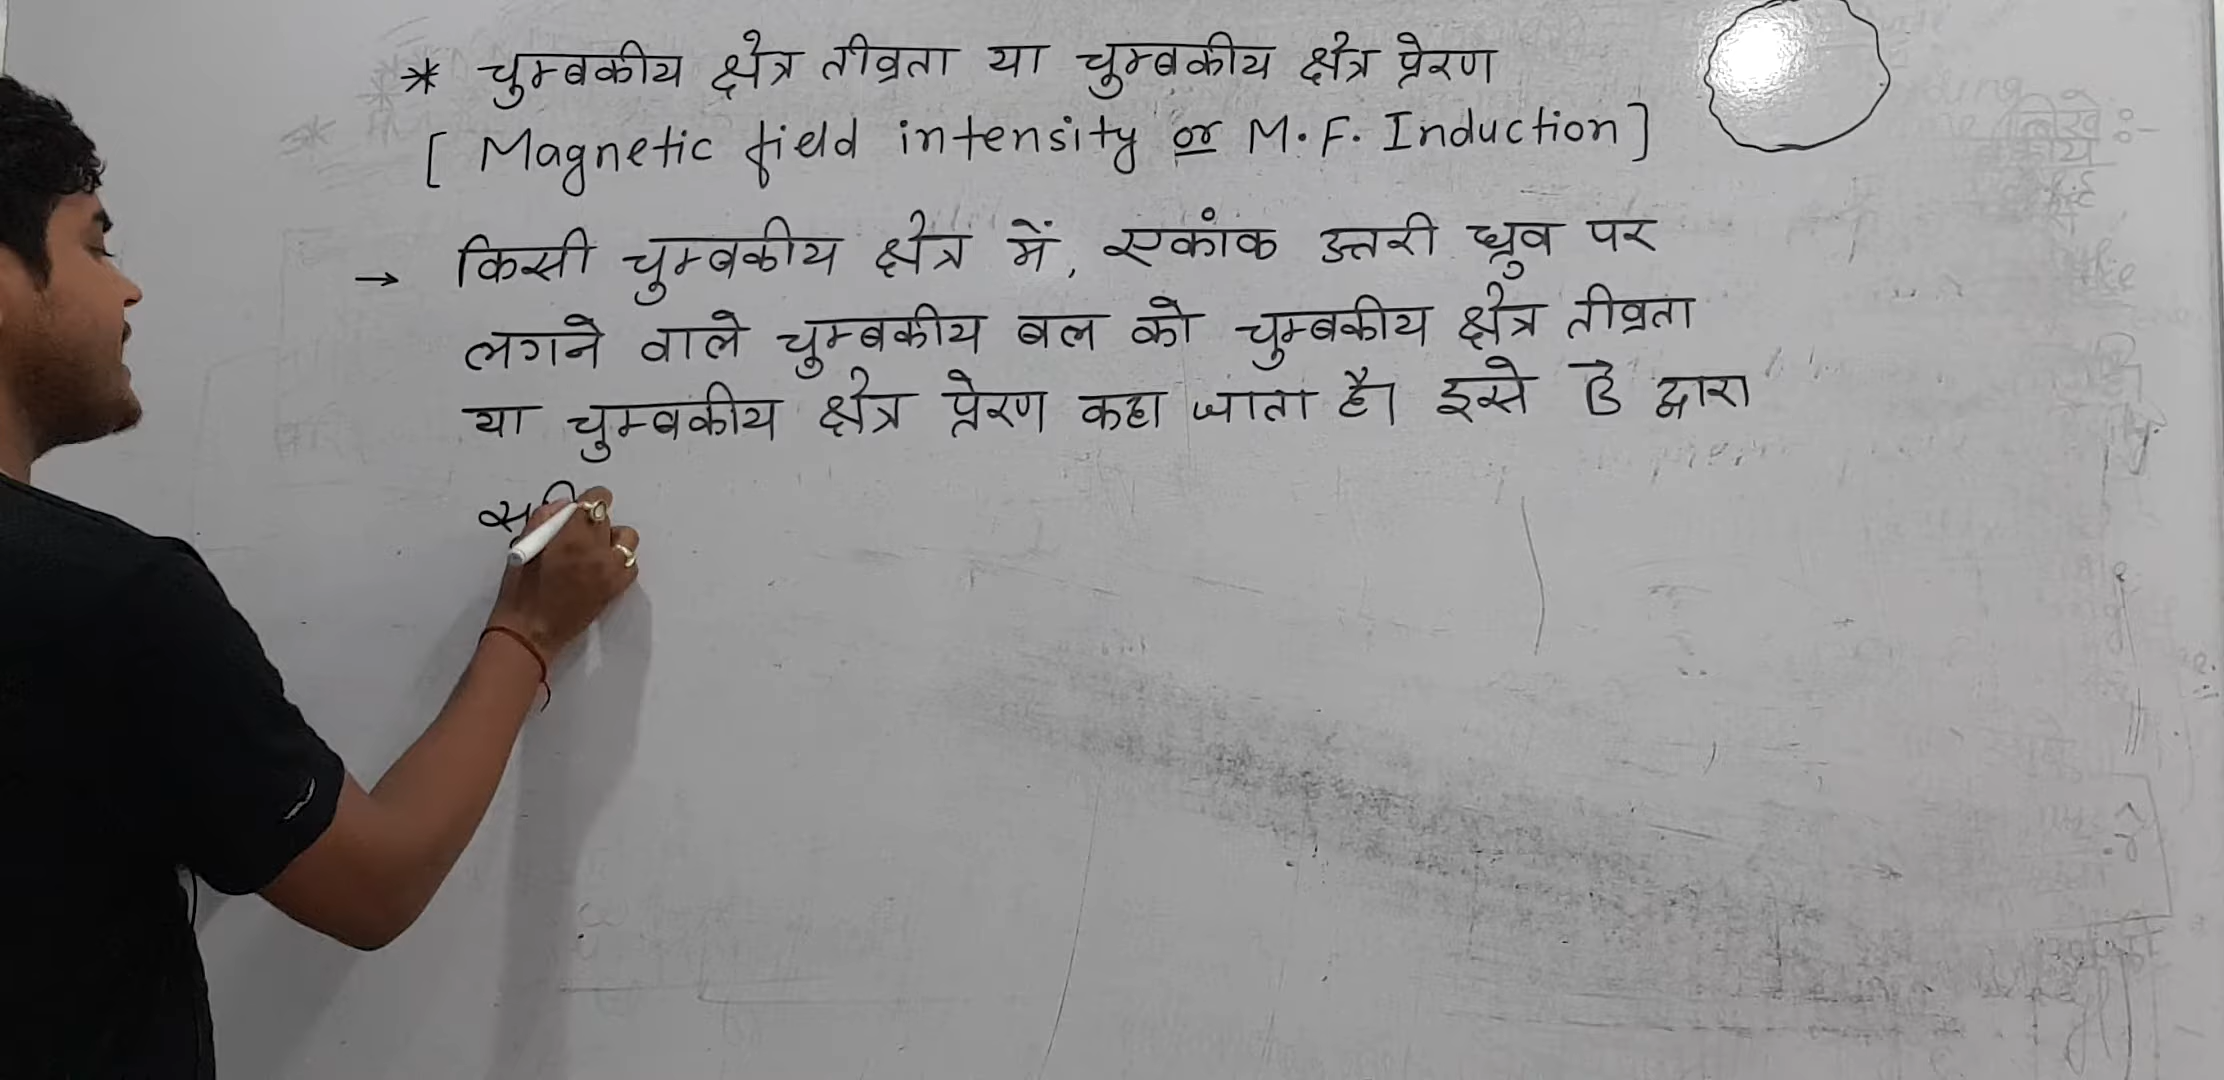 * चुम्बकीय क्षेत्र तीव्रता या चुम्बकीय क्षेत्र प्रेरण
[ Magnetic field intensity or M.F. Induction ]
→ किसी चुम्बकीय क्षेत्र में, एकांक उत्तरी ध्रुव पर
लगने वाले चुम्बकीय बल को चुम्बकीय क्षेत्र तीव्रता
या चुम्बकीय क्षेत्र प्रेरण कहा जाता है। इसे B⃗ द्वारा